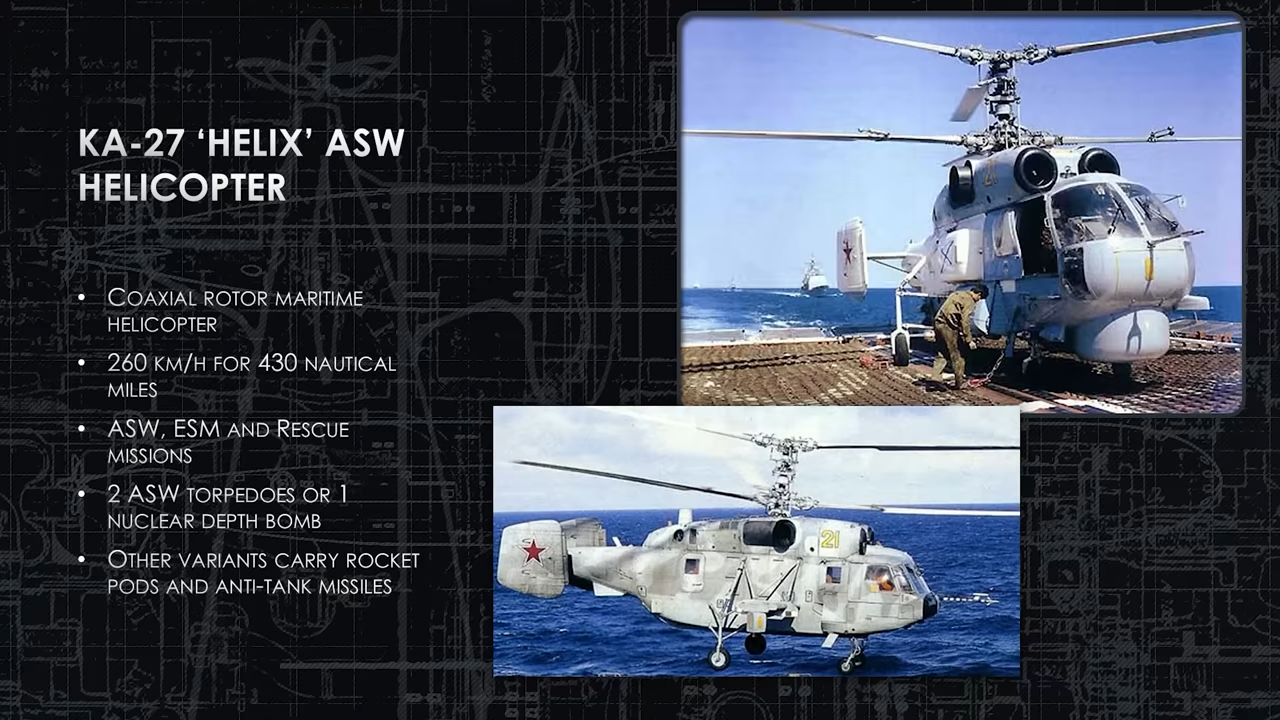 KA-27 ‘HELIX’ ASW
HELICOPTER
• Coaxial rotor maritime
helicopter
• 260 km/h for 430 nautical
miles
• ASW, ESM and Rescue
missions
• 2 ASW torpedoes or 1
nuclear depth bomb
• Other variants carry rocket
pods and anti-tank missiles
21
21